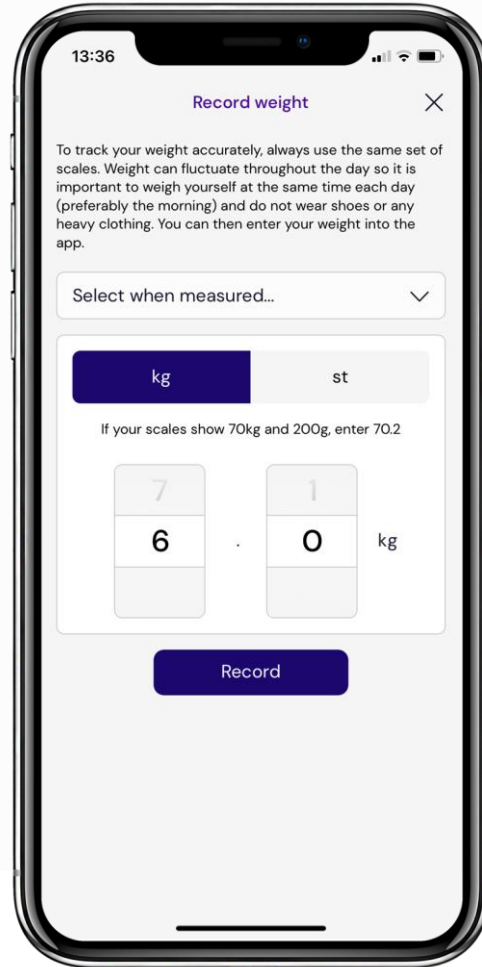 13:36
Record weight
To track your weight accurately, always use the same set of
scales. Weight can fluctuate throughout the day so it is
important to weigh yourself at the same time each day
(preferably the morning) and do not wear shoes or any
heavy clothing. You can then enter your weight into the
app.
Select when measured...
kg st
If your scales show 70kg and 200g, enter 70.2
7 1
6 . 0 kg
Record